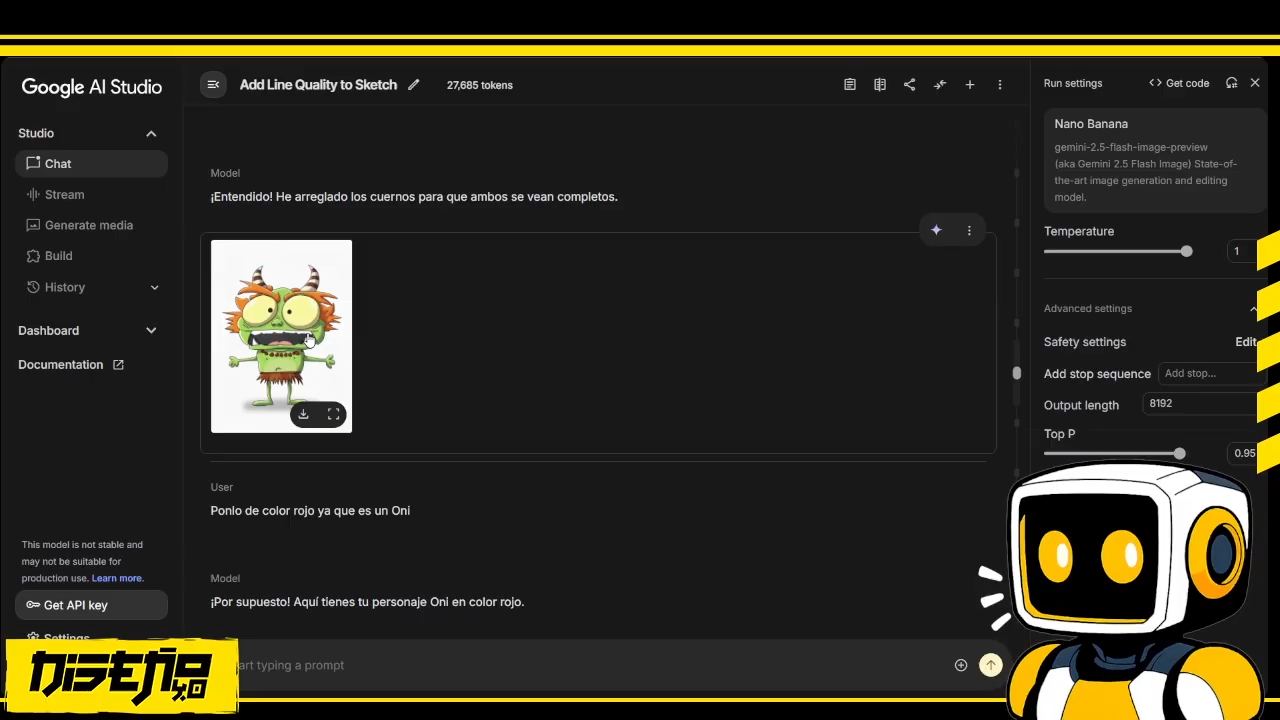 Google AI Studio
Add Line Quality to Sketch
27,685 tokens
Studio
Chat
Stream
Generate media
Build
History
Dashboard
Documentation
This model is not stable and
may not be suitable for
production use. Learn more.
Get API key
Settings
Model
¡Entendido! He arreglado los cuernos para que ambos se vean completos.
User
Ponlo de color rojo ya que es un Oni
Model
¡Por supuesto! Aquí tienes tu personaje Oni en color rojo.
art typing a prompt
Run settings
Get code
Nano Banana
gemini-2.5-flash-image-preview
(aka Gemini 2.5 Flash Image) State-of-
the-art image generation and editing
model.
Temperature
1
Advanced settings
Safety settings
Edit
Add stop sequence
Add stop...
Output length
8192
Top P
0.95